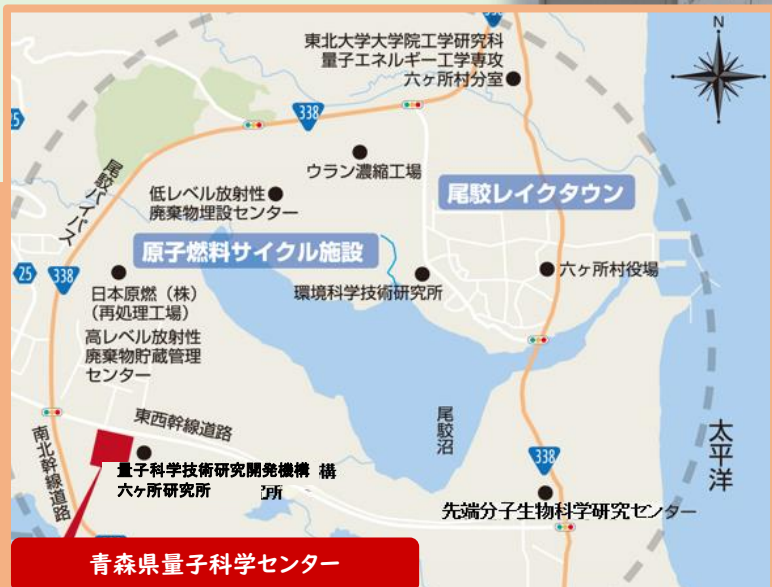 N
東北大学大学院工学研究科
量子エネルギー工学専攻
六ヶ所村分室
338
338
25
尾駮バイパス
ウラン濃縮工場
低レベル放射性
廃棄物埋設センター
尾駮レイクタウン
原子燃料サイクル施設
25
338
日本原燃（株）
（再処理工場）
高レベル放射性
廃棄物貯蔵管理
センター
環境科学技術研究所
六ヶ所村役場
東西幹線道路
南北幹線道路
尾駮沼
338
太平洋
量子科学技術研究開発機構 構
六ヶ所研究所 所
先端分子生物科学研究センター
青森県量子科学センター